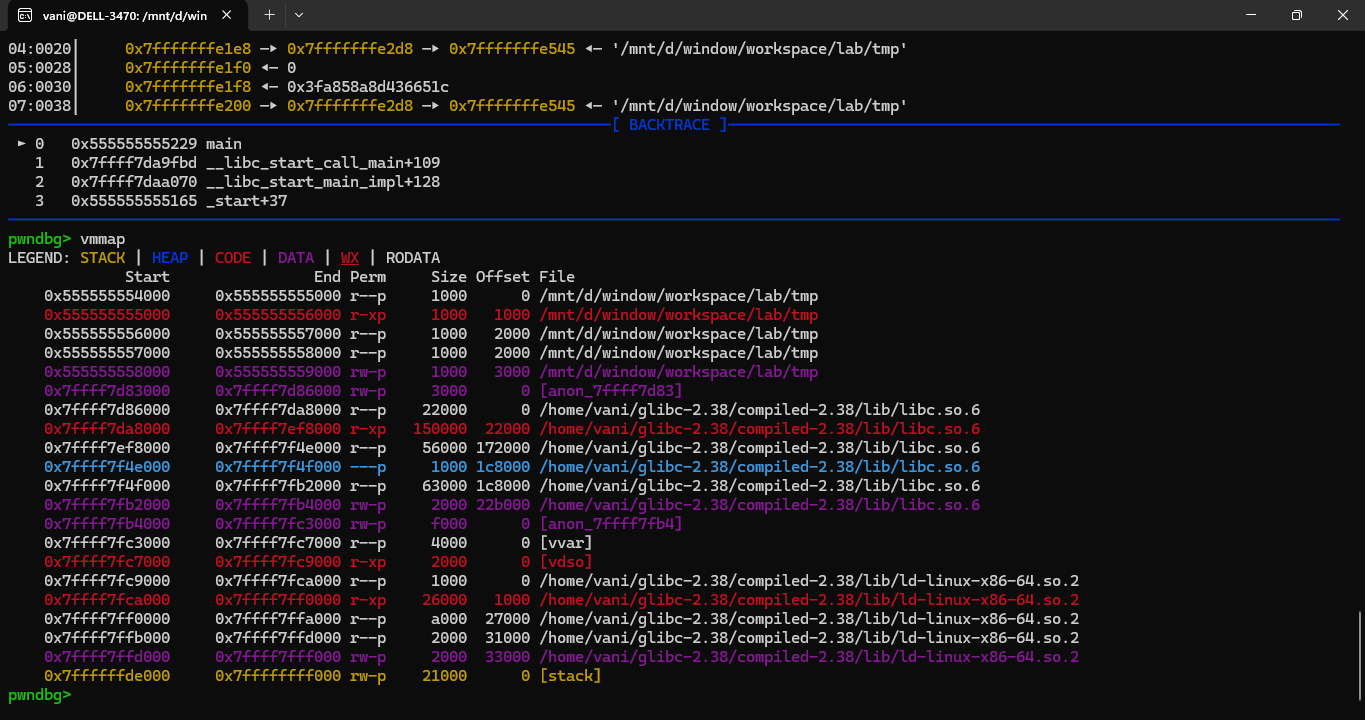 vani@DELL-3470: /mnt/d/win
04:0020│ 0x7fffffffe1e8 —▸ 0x7fffffffe2d8 —▸ 0x7fffffffe545 ◂— '/mnt/d/window/workspace/lab/tmp'
05:0028│ 0x7fffffffe1f0 ◂— 0
06:0030│ 0x7fffffffe1f8 ◂— 0x3fa858a8d436651c
07:0038│ 0x7fffffffe200 —▸ 0x7fffffffe2d8 —▸ 0x7fffffffe545 ◂— '/mnt/d/window/workspace/lab/tmp'
[ BACKTRACE ]
► 0 0x555555555229 main
1 0x7ffff7da9fbd __libc_start_call_main+109
2 0x7ffff7daa070 __libc_start_main_impl+128
3 0x555555555165 _start+37
pwndbg> vmmap
LEGEND: STACK | HEAP | CODE | DATA | WX | RODATA
Start End Perm Size Offset File
0x555555554000 0x555555555000 r--p 1000 0 /mnt/d/window/workspace/lab/tmp
0x555555555000 0x555555556000 r-xp 1000 1000 /mnt/d/window/workspace/lab/tmp
0x555555556000 0x555555557000 r--p 1000 2000 /mnt/d/window/workspace/lab/tmp
0x555555557000 0x555555558000 r--p 1000 2000 /mnt/d/window/workspace/lab/tmp
0x555555558000 0x555555559000 rw-p 1000 3000 /mnt/d/window/workspace/lab/tmp
0x7ffff7d83000 0x7ffff7d86000 rw-p 3000 0 [anon_7ffff7d83]
0x7ffff7d86000 0x7ffff7da8000 r--p 22000 0 /home/vani/glibc-2.38/compiled-2.38/lib/libc.so.6
0x7ffff7da8000 0x7ffff7ef8000 r-xp 150000 22000 /home/vani/glibc-2.38/compiled-2.38/lib/libc.so.6
0x7ffff7ef8000 0x7ffff7f4e000 r--p 56000 172000 /home/vani/glibc-2.38/compiled-2.38/lib/libc.so.6
0x7ffff7f4e000 0x7ffff7f4f000 ---p 1000 1c8000 /home/vani/glibc-2.38/compiled-2.38/lib/libc.so.6
0x7ffff7f4f000 0x7ffff7fb2000 r--p 63000 1c8000 /home/vani/glibc-2.38/compiled-2.38/lib/libc.so.6
0x7ffff7fb2000 0x7ffff7fb4000 rw-p 2000 22b000 /home/vani/glibc-2.38/compiled-2.38/lib/libc.so.6
0x7ffff7fb4000 0x7ffff7fc3000 rw-p f000 0 [anon_7ffff7fb4]
0x7ffff7fc3000 0x7ffff7fc7000 r--p 4000 0 [vvar]
0x7ffff7fc7000 0x7ffff7fc9000 r-xp 2000 0 [vdso]
0x7ffff7fc9000 0x7ffff7fca000 r--p 1000 0 /home/vani/glibc-2.38/compiled-2.38/lib/ld-linux-x86-64.so.2
0x7ffff7fca000 0x7ffff7ff0000 r-xp 26000 1000 /home/vani/glibc-2.38/compiled-2.38/lib/ld-linux-x86-64.so.2
0x7ffff7ff0000 0x7ffff7ffa000 r--p a000 27000 /home/vani/glibc-2.38/compiled-2.38/lib/ld-linux-x86-64.so.2
0x7ffff7ffb000 0x7ffff7ffd000 r--p 2000 31000 /home/vani/glibc-2.38/compiled-2.38/lib/ld-linux-x86-64.so.2
0x7ffff7ffd000 0x7ffff7fff000 rw-p 2000 33000 /home/vani/glibc-2.38/compiled-2.38/lib/ld-linux-x86-64.so.2
0x7ffffffde000 0x7ffffffff000 rw-p 21000 0 [stack]
pwndbg>